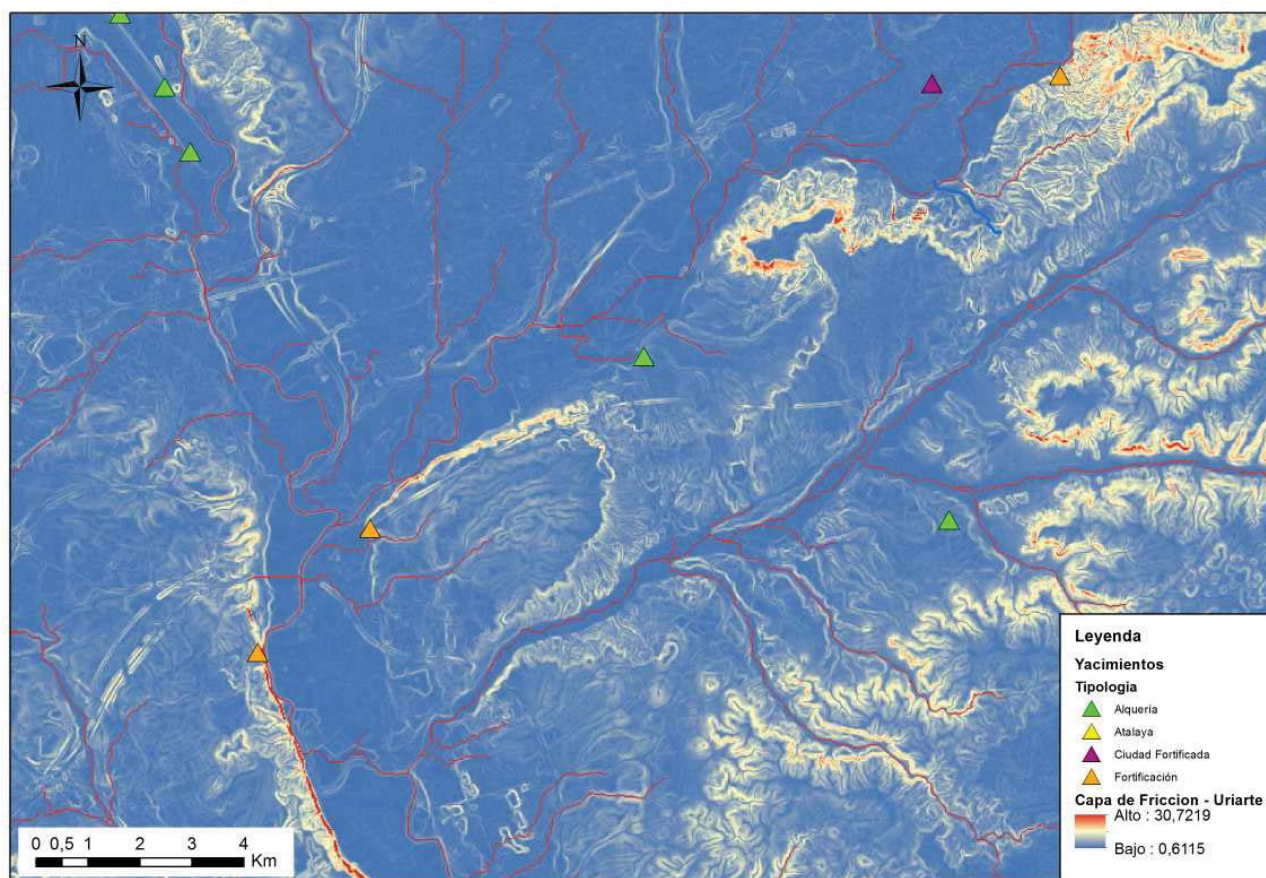 N
Leyenda
Yacimientos
Tipologia
Alquería
Atalaya
Ciudad Fortificada
Fortificación
Capa de Friccion - Uriarte
Alto : 30,7219
Bajo : 0,6115
0 0,5 1 2 3 4
Km